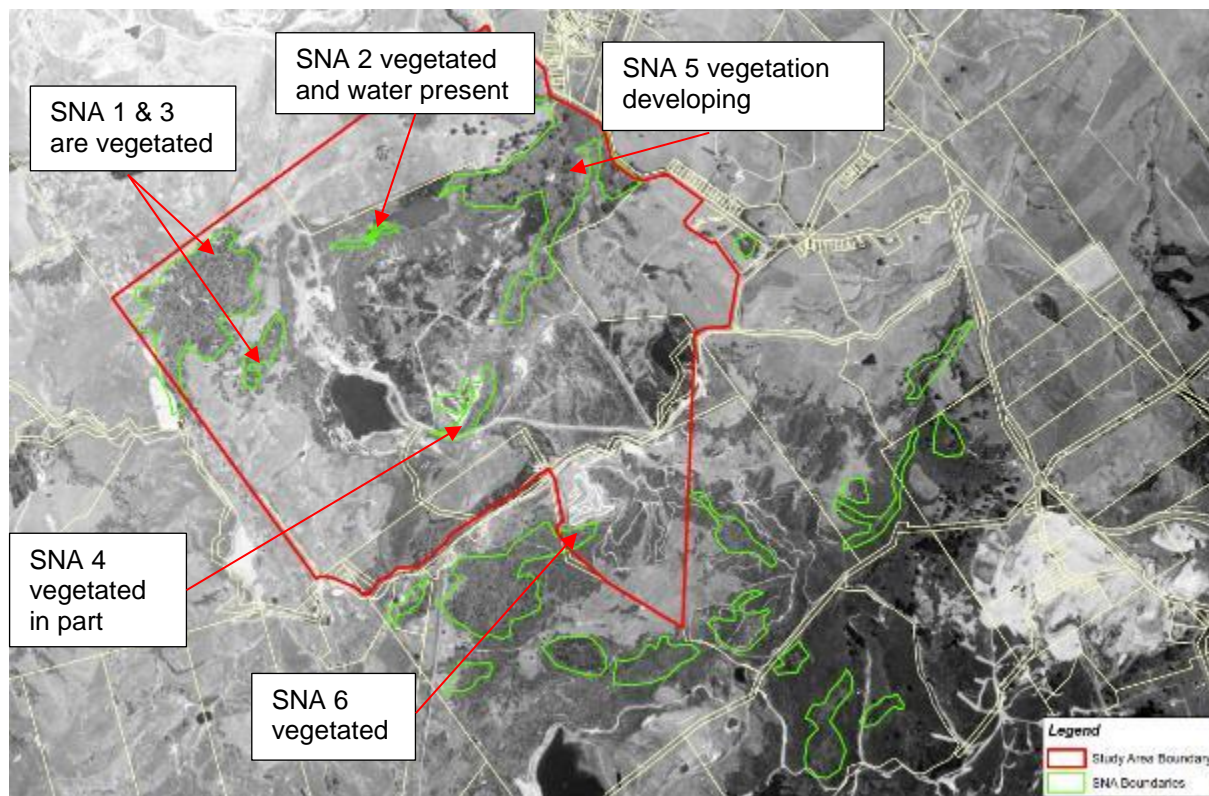 SNA 2 vegetated
and water present
SNA 5 vegetation
developing
SNA 1 & 3
are vegetated
SNA 4
vegetated
in part
SNA 6
vegetated
Legend
Study Area Boundary
SNA Boundaries